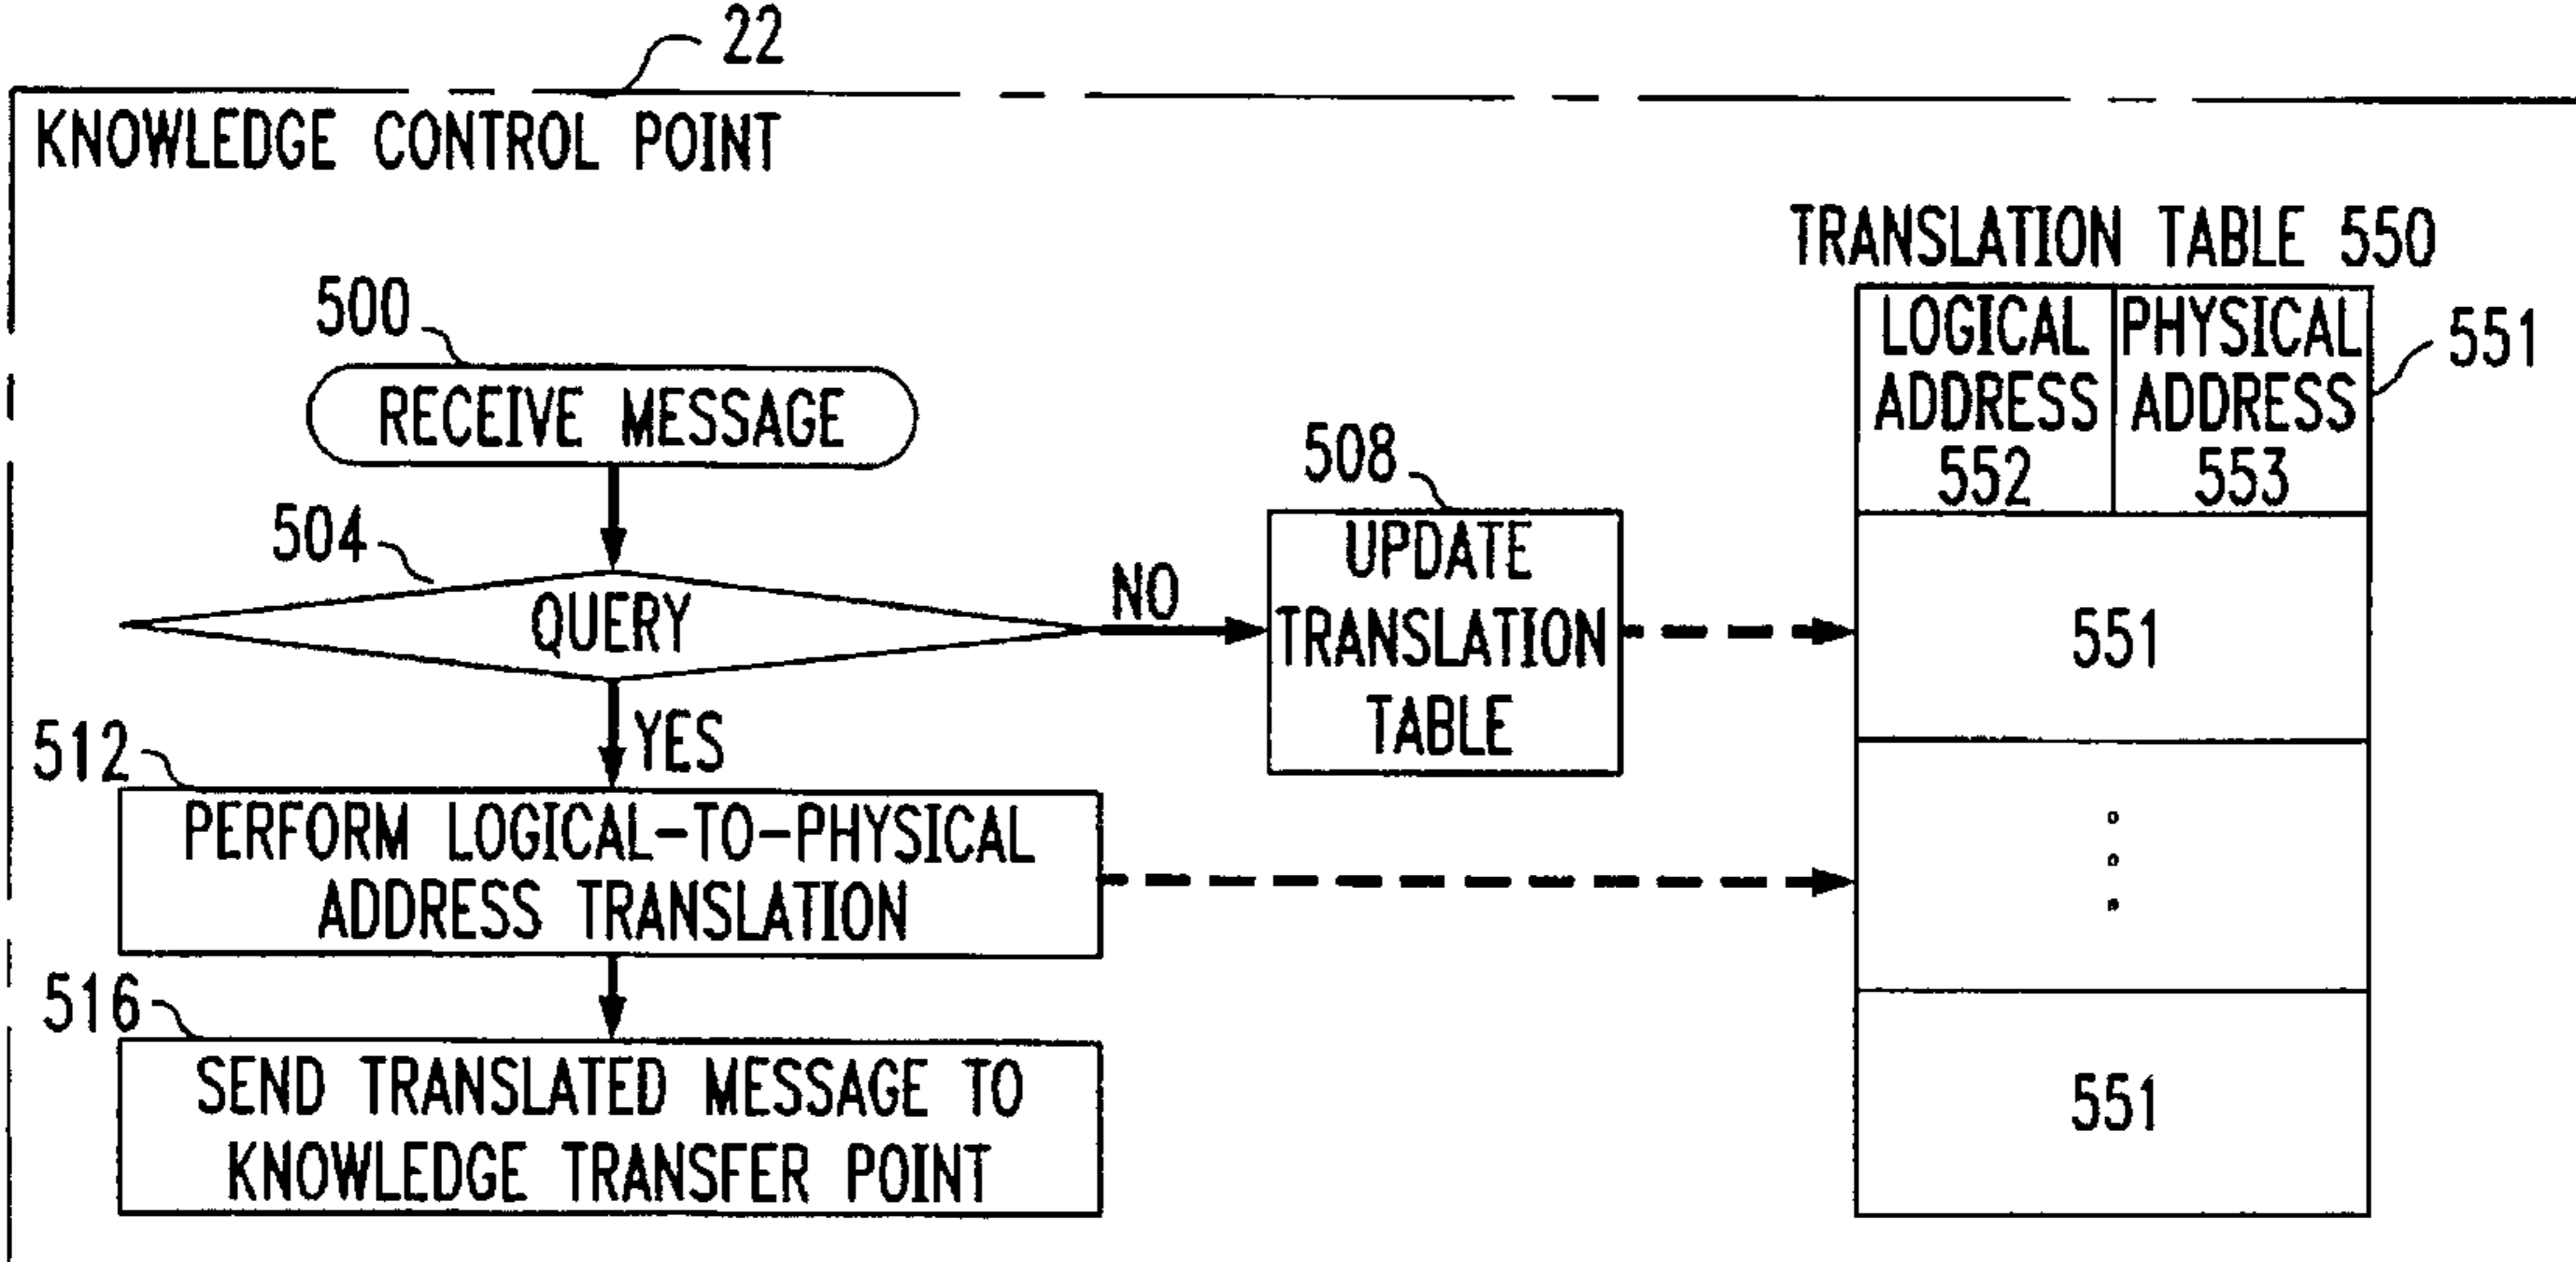 22
KNOWLEDGE CONTROL POINT
TRANSLATION TABLE 550
LOGICAL
ADDRESS
552
PHYSICAL
ADDRESS
553
551
500
RECEIVE MESSAGE
504
QUERY
NO
508
UPDATE
TRANSLATION
TABLE
551
YES
512
PERFORM LOGICAL-TO-PHYSICAL
ADDRESS TRANSLATION
516
SEND TRANSLATED MESSAGE TO
KNOWLEDGE TRANSFER POINT
551